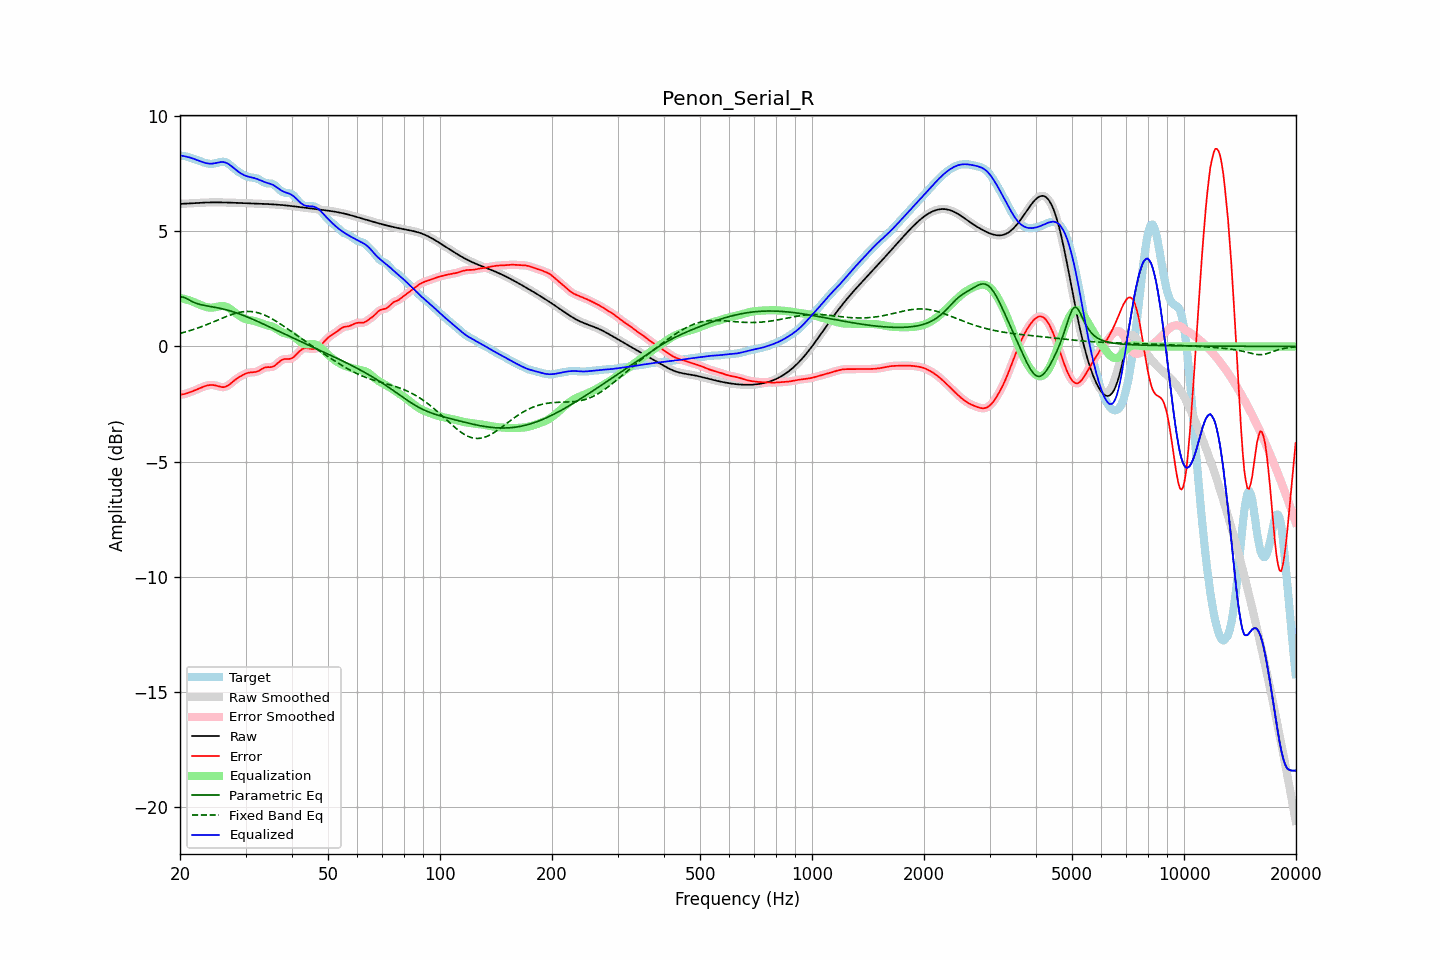 Penon_Serial_R
10
5
0
−5
−10
−15
−20
Amplitude (dBr)
Target
Raw Smoothed
Error Smoothed
Raw
Error
Equalization
Parametric Eq
Fixed Band Eq
Equalized
20 50 100 200 500 1000 2000 5000 10000 20000
Frequency (Hz)